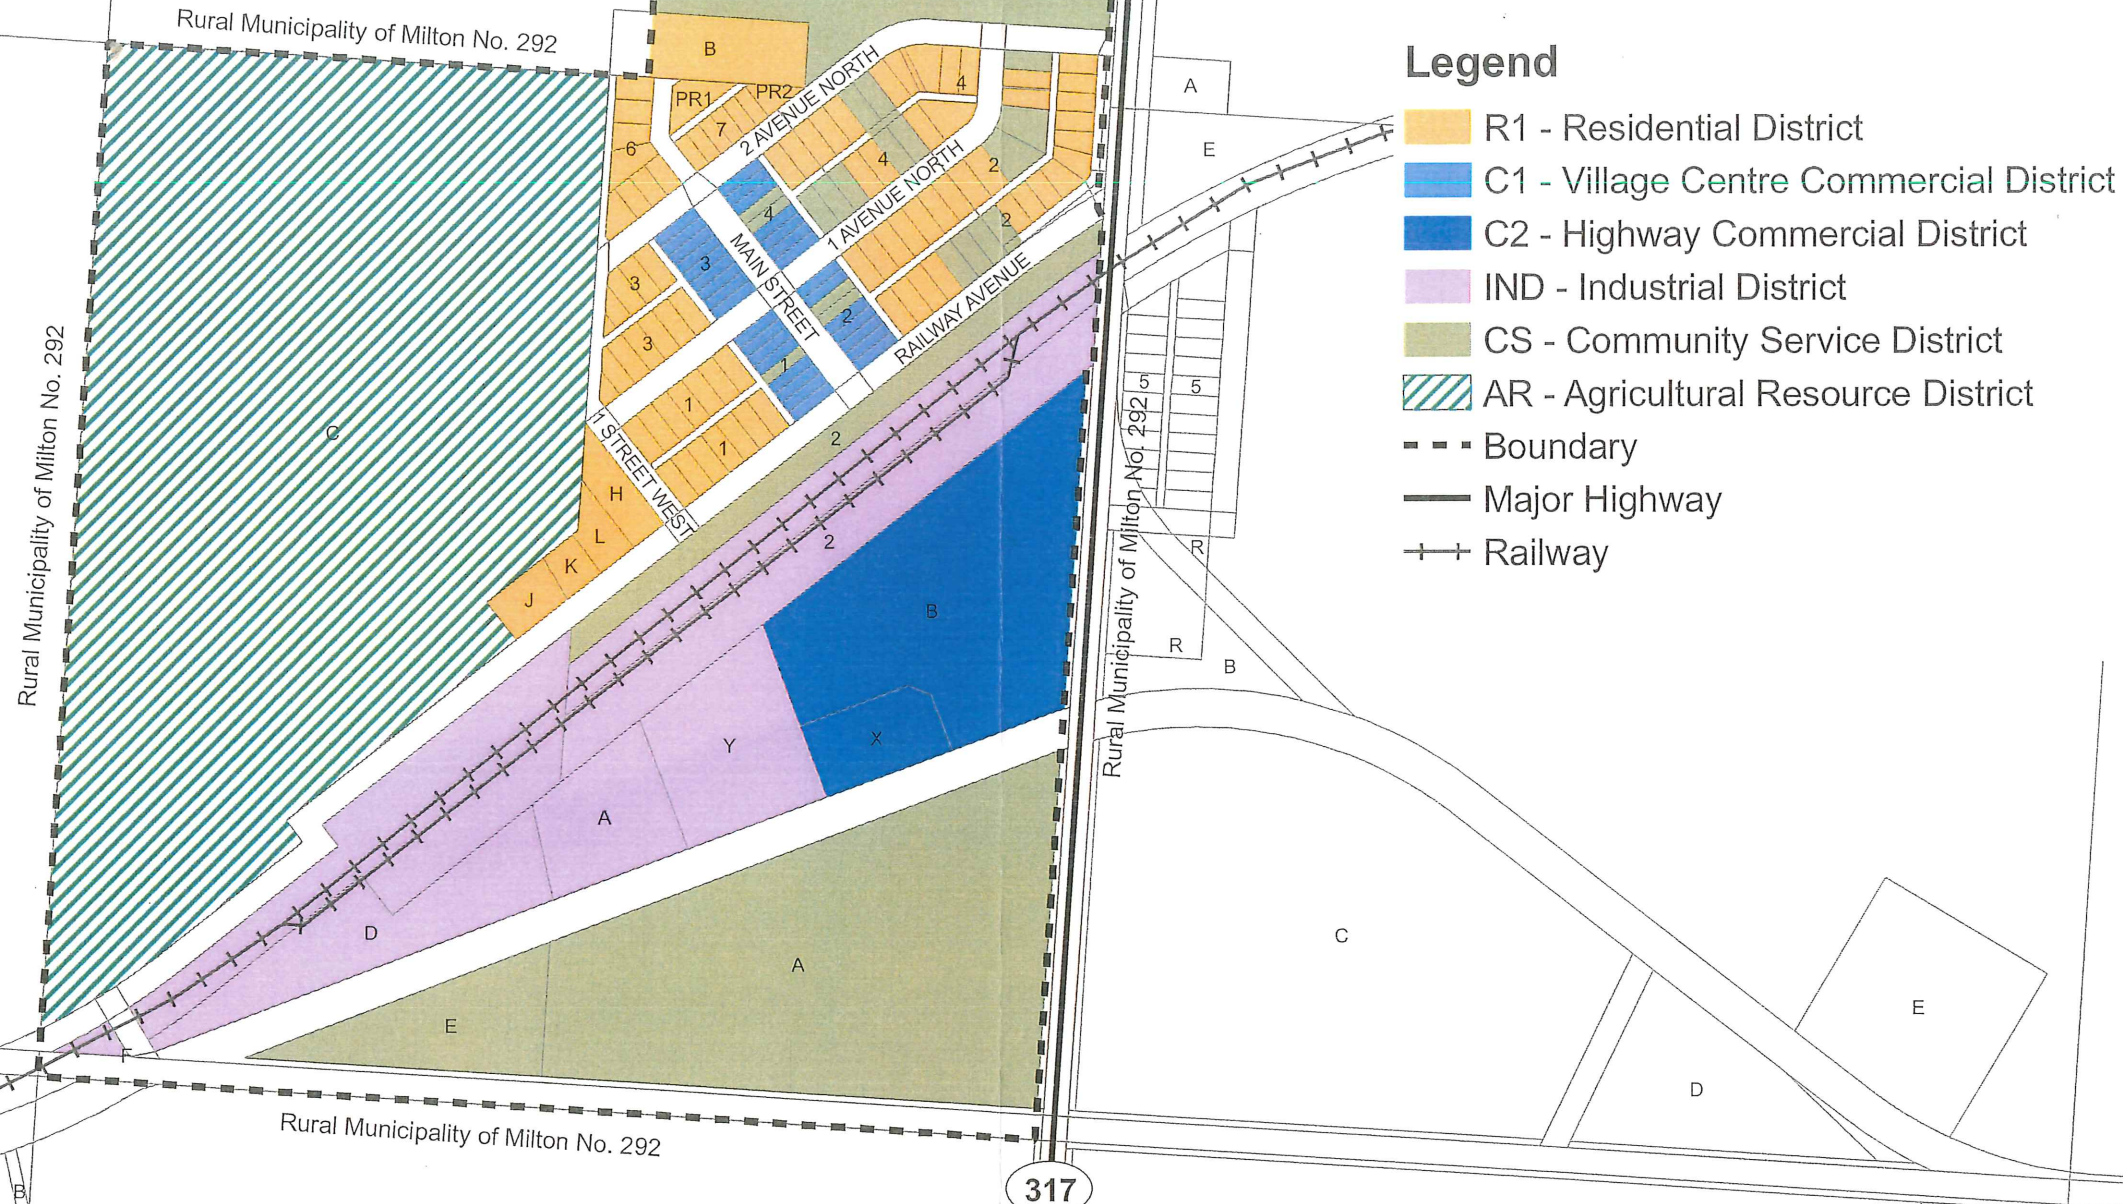 Rural Municipality of Milton No. 292
B
Legend
2 AVENUE NORTH
4
A
PR1
PR2
R1 - Residential District
7
6
E
4
2
1 AVENUE NORTH
C1 - Village Centre Commercial District
4
2
C2 - Highway Commercial District
MAIN STREET
3
3
IND - Industrial District
2
RAILWAY AVENUE
3
CS - Community Service District
1
5
5
AR - Agricultural Resource District
1
1 STREET WEST
C
2
1
Boundary
Rural Municipality of Milton No. 292
Rural Municipality of Milton No. 292
H
Major Highway
L
2
R
Railway
K
J
B
R
B
X
Y
A
D
C
A
E
E
F
D
Rural Municipality of Milton No. 292
317
B